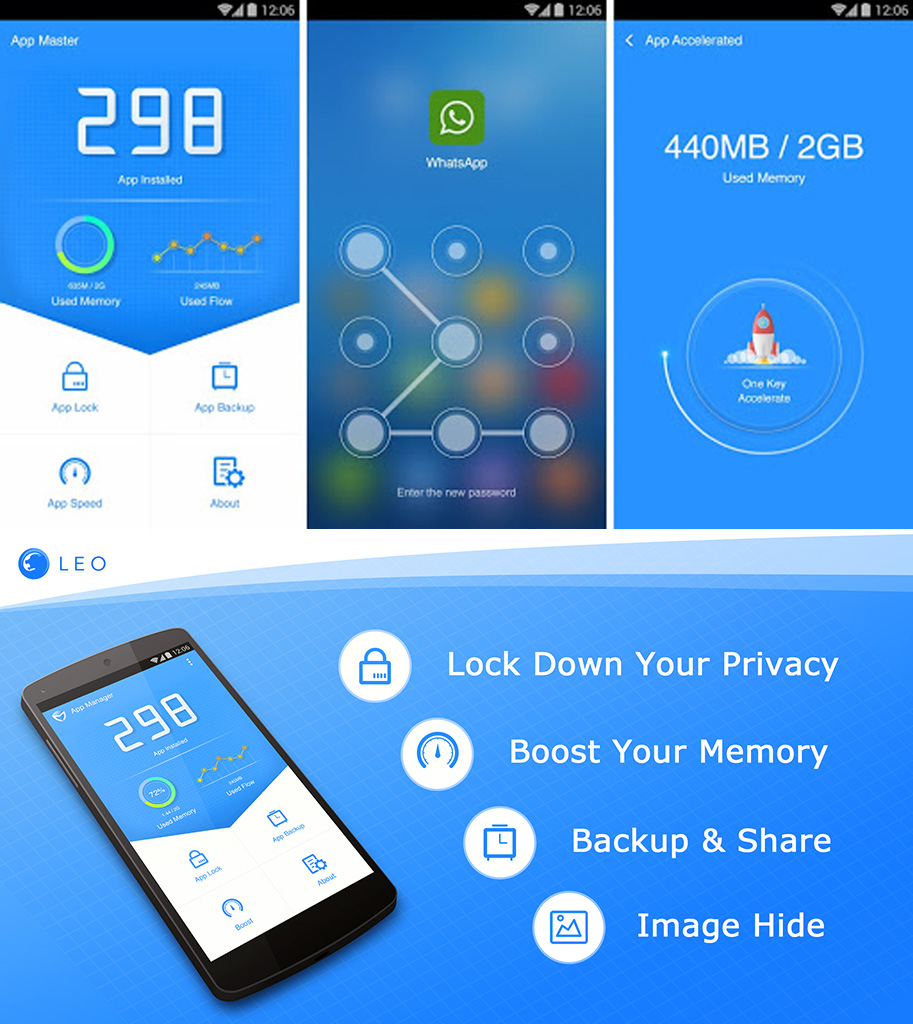 12:06
App Master
298
App Installed
635M / 2G
Used Memory
245MB
Used Flow
App Lock
App Backup
App Speed
About
12:06
WhatsApp
Enter the new password
12:06
App Accelerated
440MB / 2GB
Used Memory
One Key
Accelerate
LEO
12:06
App Manager
298
App Installed
72%
1.44 / 2G
Used Memory
245MB
Used Flow
App Lock
App Backup
Boost
About
Lock Down Your Privacy
Boost Your Memory
Backup & Share
Image Hide